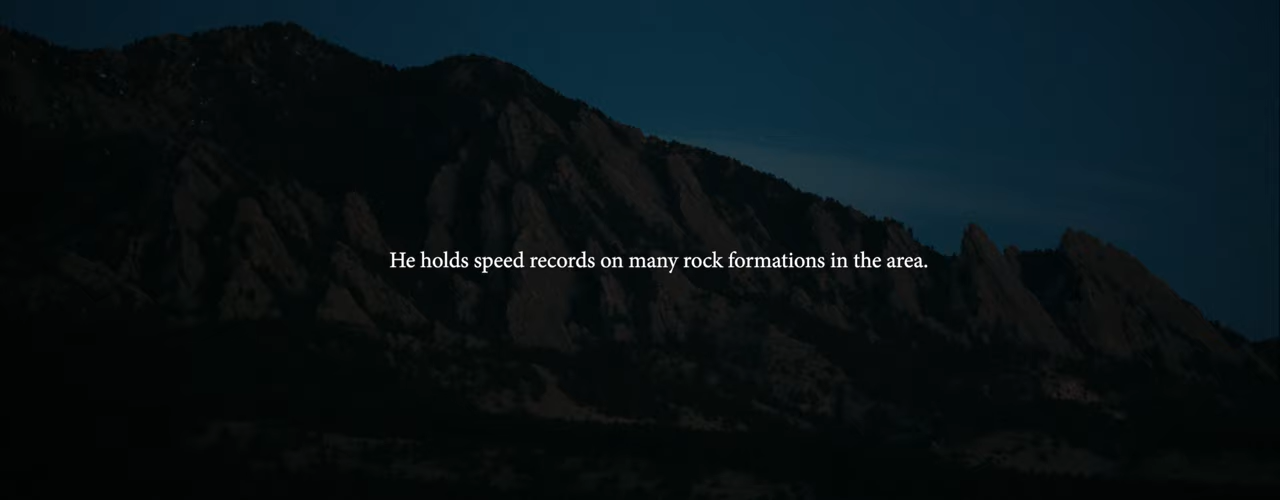 He holds speed records on many rock formations in the area.